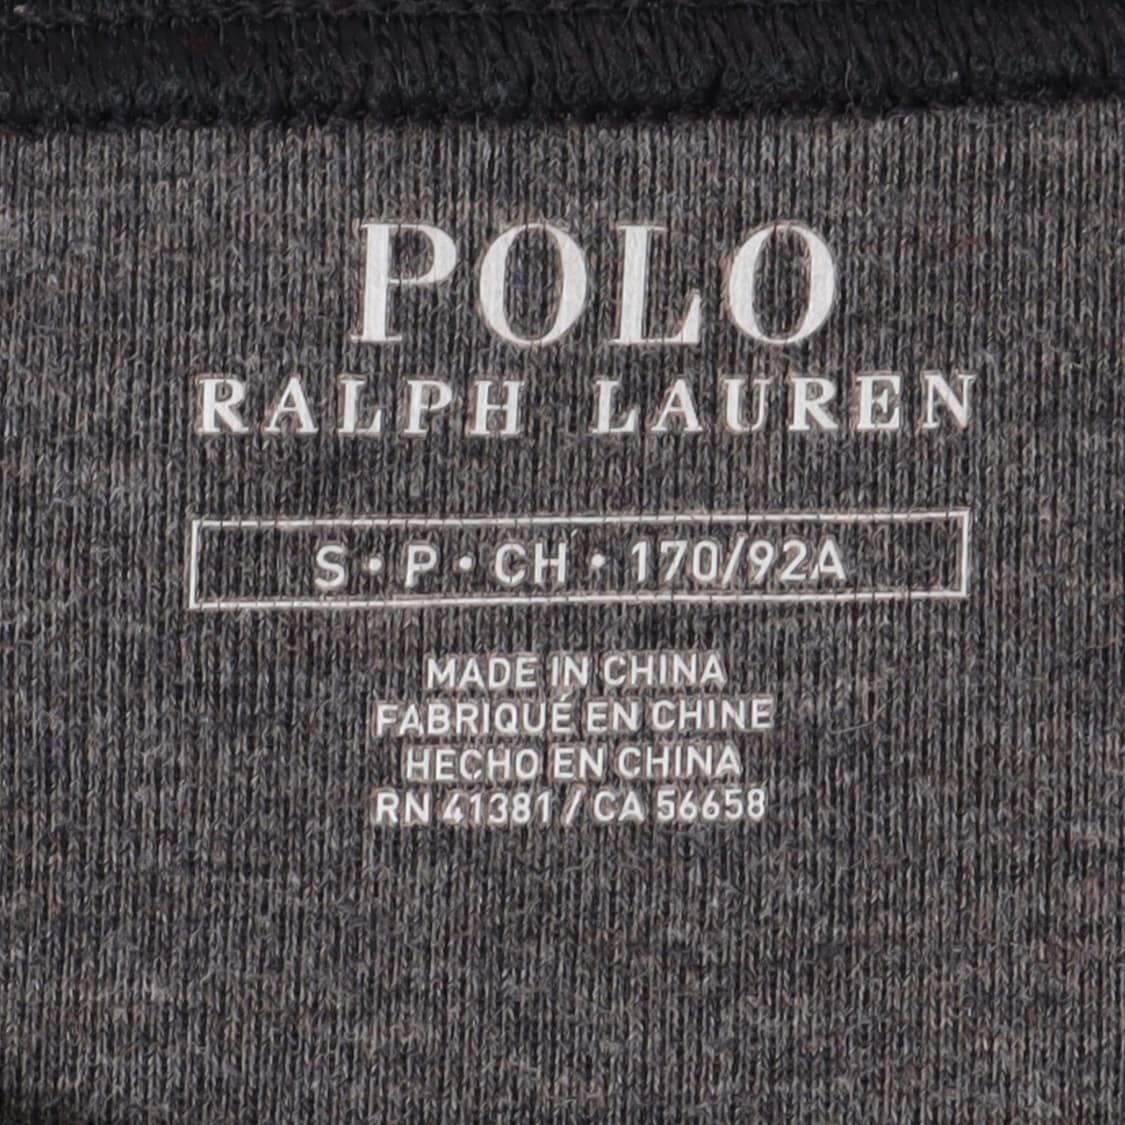 POLO
RALPH LAUREN
S • P • CH • 170/92A
MADE IN CHINA
FABRIQUÉ EN CHINE
HECHO EN CHINA
RN 41381 / CA 56658